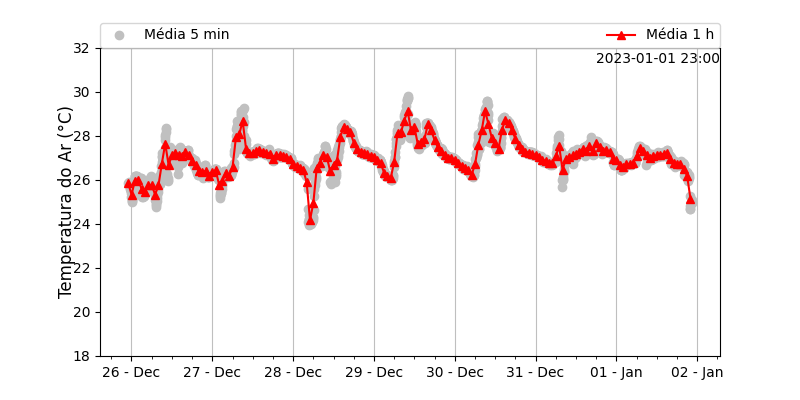 Média 5 min
Média 1 h
2023-01-01 23:00
Temperatura do Ar (°C)
32
30
28
26
24
22
20
18
26 - Dec
27 - Dec
28 - Dec
29 - Dec
30 - Dec
31 - Dec
01 - Jan
02 - Jan